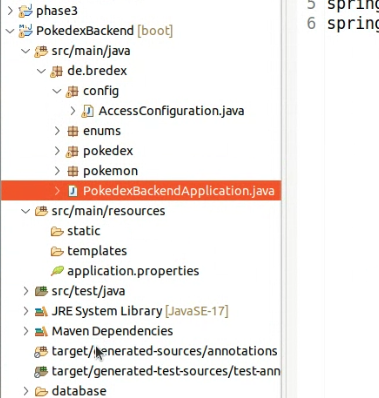 phase3
PokedexBackend [boot]
src/main/java
de.bredex
config
AccessConfiguration.java
enums
pokedex
pokemon
PokedexBackendApplication.java
src/main/resources
static
templates
application.properties
src/test/java
JRE System Library [JavaSE-17]
Maven Dependencies
target/generated-sources/annotations
target/generated-test-sources/test-ann
database
5 spring
6 spring